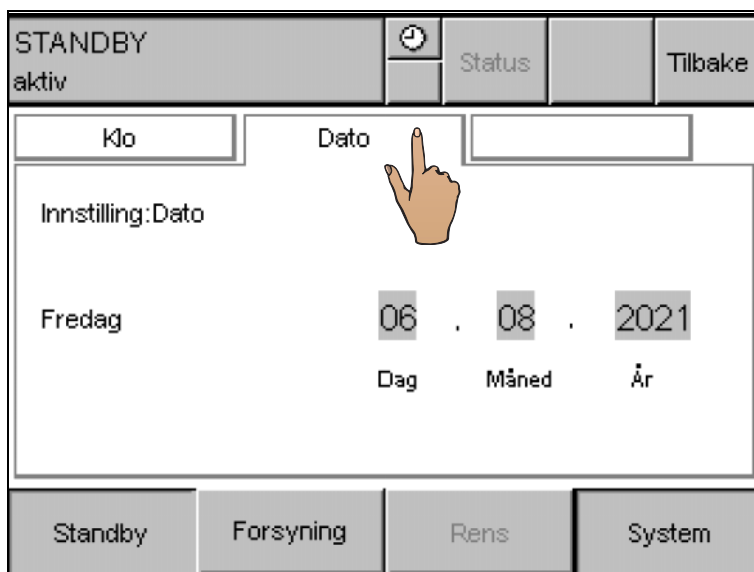 STANDBY
aktiv
Status
Tilbake
Klo
Dato
Innstilling:Dato
Fredag
06 . 08 . 2021
Dag Måned År
Standby
Forsyning
Rens
System